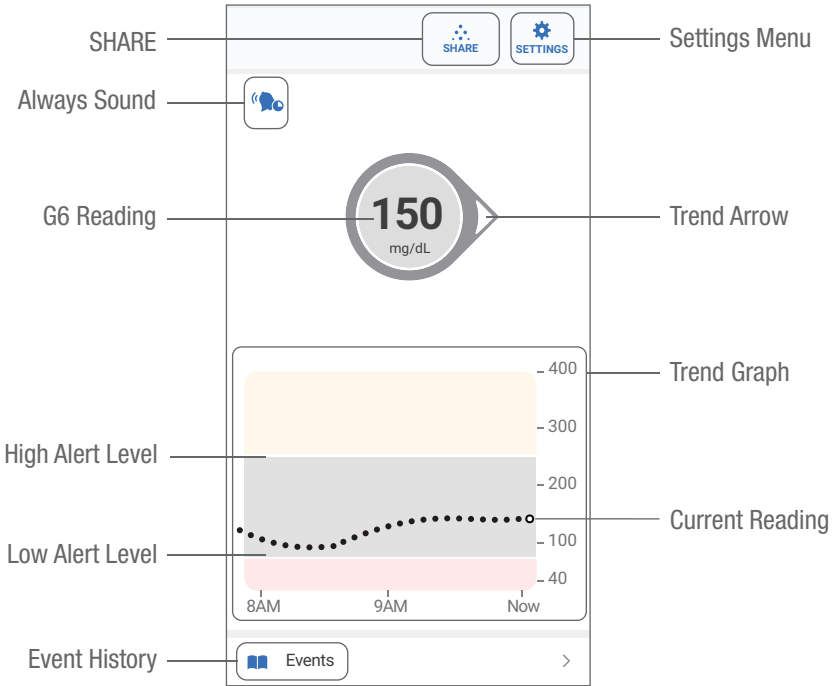 SHARE
SHARE
SETTINGS
Settings Menu
Always Sound
G6 Reading
150
mg/dL
Trend Arrow
400
Trend Graph
300
High Alert Level
200
Current Reading
100
Low Alert Level
40
8AM
9AM
Now
Event History
Events